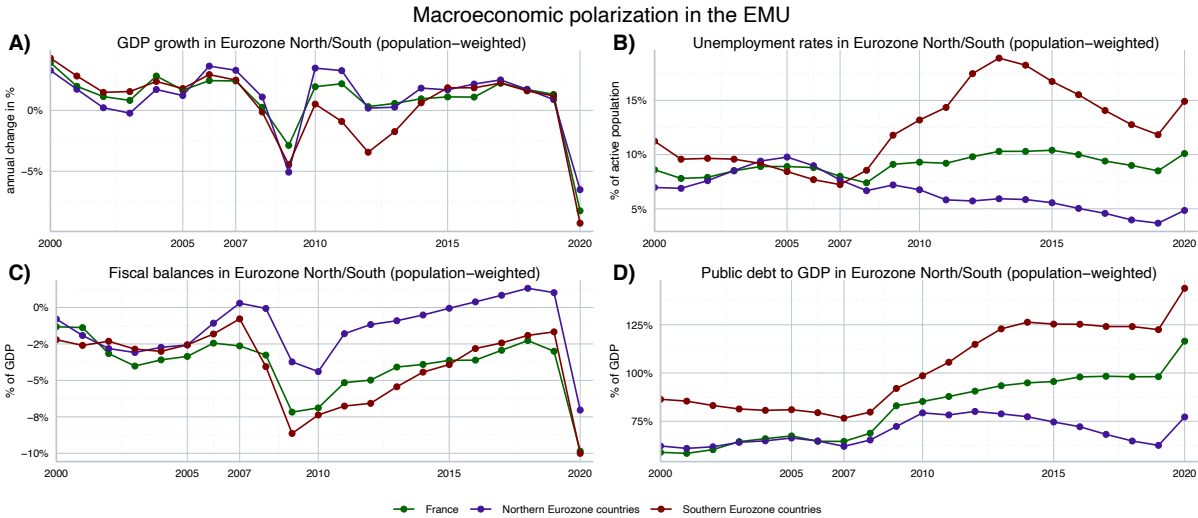 Macroeconomic polarization in the EMU
A)
GDP growth in Eurozone North/South (population−weighted)
annual change in %
0%
−5%
2000 2005 2007 2010 2015 2020
B)
Unemployment rates in Eurozone North/South (population−weighted)
% of active population
15%
10%
5%
2000 2005 2007 2010 2015 2020
C)
Fiscal balances in Eurozone North/South (population−weighted)
% of GDP
0%
−2%
−5%
−8%
−10%
2000 2005 2007 2010 2015 2020
D)
Public debt to GDP in Eurozone North/South (population−weighted)
% of GDP
125%
100%
75%
2000 2005 2007 2010 2015 2020
France Northern Eurozone countries Southern Eurozone countries